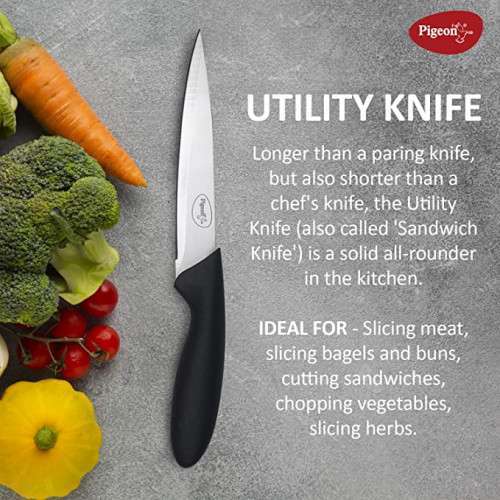 Pigeon
UTILITY KNIFE
Longer than a paring knife,
but also shorter than a
chef's knife, the Utility
Knife (also called 'Sandwich
Knife') is a solid all-rounder
in the kitchen.
IDEAL FOR - Slicing meat,
slicing bagels and buns,
cutting sandwiches,
chopping vegetables,
slicing herbs.
Pigeon